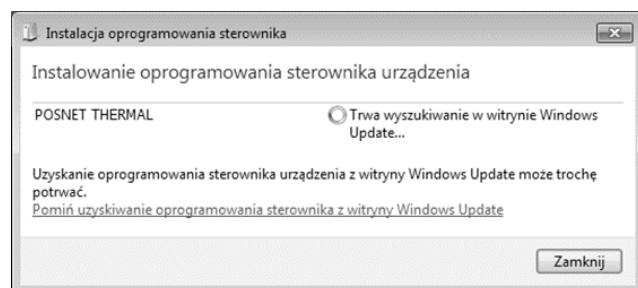 Instalacja oprogramowania sterownika
Instalowanie oprogramowania sterownika urządzenia
POSNET THERMAL
Trwa wyszukiwanie w witrynie Windows
Update...
Uzyskanie oprogramowania sterownika urządzenia z witryny Windows Update może trochę
potrwać.
Pomiń uzyskiwanie oprogramowania sterownika z witryny Windows Update
Zamknij